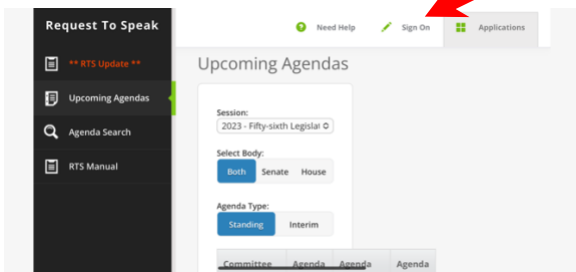 Request To Speak
Need Help
Sign On
Applications
** RTS Update **
Upcoming Agendas
Agenda Search
RTS Manual
Upcoming Agendas
Session:
2023 - Fifty-sixth Legislat
Select Body:
Both Senate House
Agenda Type:
Standing Interim
Committee Agenda Agenda Agenda